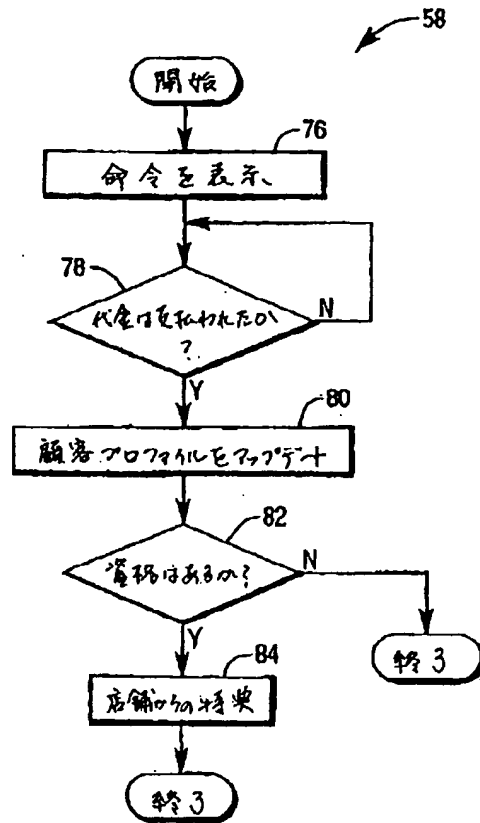 58
開始
76
命令を表示
78
代金は支払われたか
?
N
Y
80
顧客プロファイルをアップデート
82
資格はあるか?
N
Y
終了
84
店舗からの特典
終了